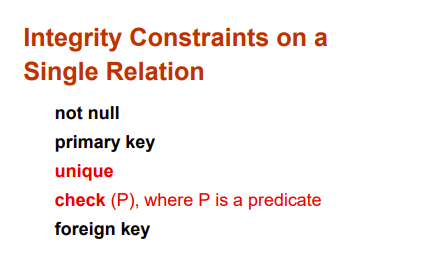 Integrity Constraints on a
Single Relation
not null
primary key
unique
check (P), where P is a predicate
foreign key